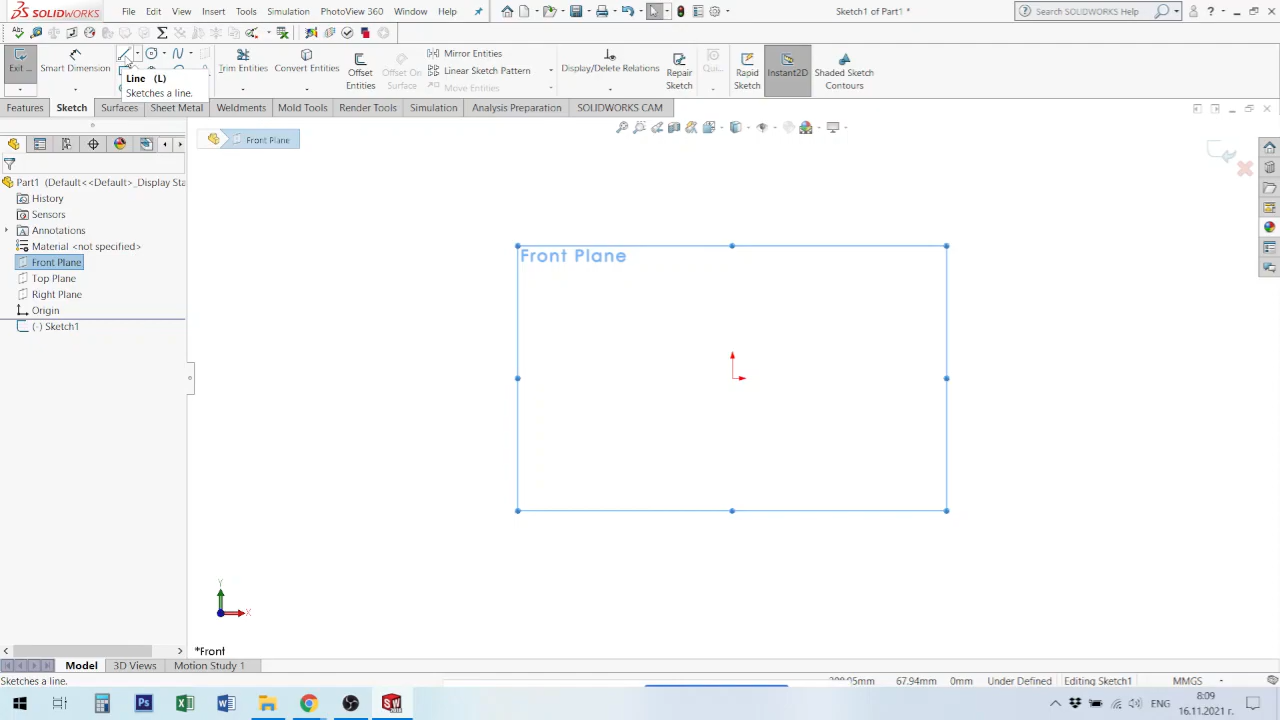 SOLIDWORKS
File Edit View Insert Tools Simulation PhotoView 360 Window Help
Sketch1 of Part1 *
Search SOLIDWORKS Help
Exit ...
Smart Dimension
Trim Entities
Convert Entities
Offset Entities
Offset On Surface
Mirror Entities
Linear Sketch Pattern
Move Entities
Display/Delete Relations
Repair Sketch
Qui...
Rapid Sketch
Instant2D
Shaded Sketch Contours
Line (L)
Sketches a line.
Features Sketch Surfaces Sheet Metal Weldments Mold Tools Render Tools Simulation Analysis Preparation SOLIDWORKS CAM
Front Plane
Part1 (Default<<Default>_Display Sta
History
Sensors
Annotations
Material <not specified>
Front Plane
Top Plane
Right Plane
Origin
(-) Sketch1
Front Plane
Y
X
*Front
Model 3D Views Motion Study 1
Sketches a line.
67.94mm 0mm Under Defined Editing Sketch1 MMGS
ENG
8:09
16.11.2021 г.